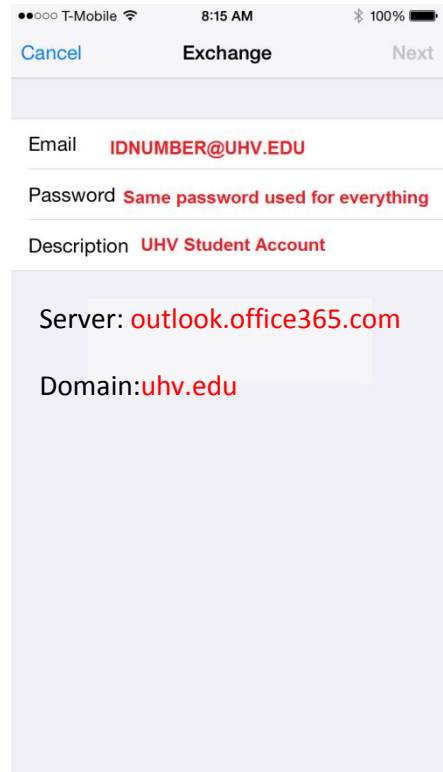 T-Mobile 8:15 AM 100%
Cancel Exchange Next
Email IDNUMBER@UHV.EDU
Password Same password used for everything
Description UHV Student Account
Server: outlook.office365.com
Domain:uhv.edu